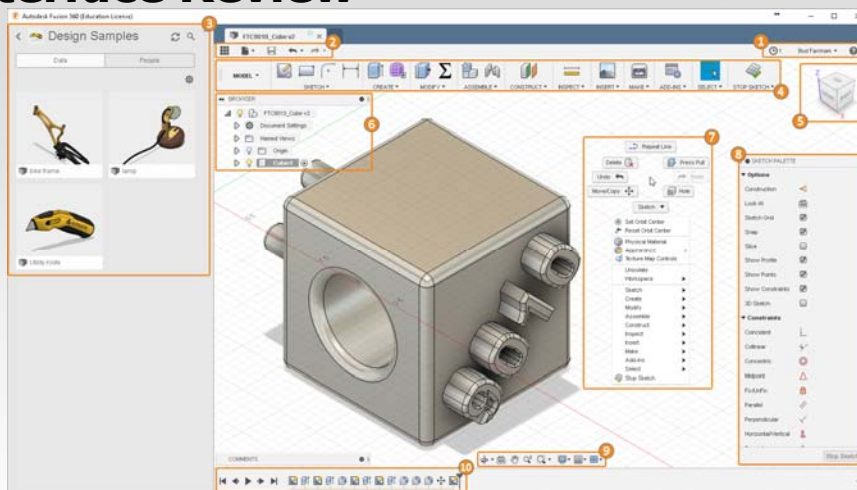 Autodesk Fusion 360 (Education License)
3
Design Samples
Data People
bike frame
lamp
Utility Knife
FTC9013_Cube v2
2
1
MODEL
SKETCH CREATE MODIFY ASSEMBLE CONSTRUCT INSPECT INSERT MAKE ADD-INS SELECT STOP SKETCH
4
5
BROWSER
FTC9013_Cube v2
6
Document Settings
Named Views
Origin
Cube:1
7
Repeat Line
Delete Press Pull
Undo Redo
Move/Copy Hole
Sketch
Set Orbit Center
Reset Orbit Center
Physical Material
Appearance
Texture Map Controls
Unisolate
Workspace
Sketch
Create
Modify
Assemble
Construct
Inspect
Insert
Make
Add-Ins
Select
Stop Sketch
8
SKETCH PALETTE
Options
Construction
Look At
Sketch Grid
Snap
Slice
Show Profile
Show Points
Show Constraints
3D Sketch
Constraints
Coincident
Collinear
Concentric
Midpoint
Fix/UnFix
Parallel
Perpendicular
Horizontal/Vertical
Stop Sketch
COMMENTS
9
10